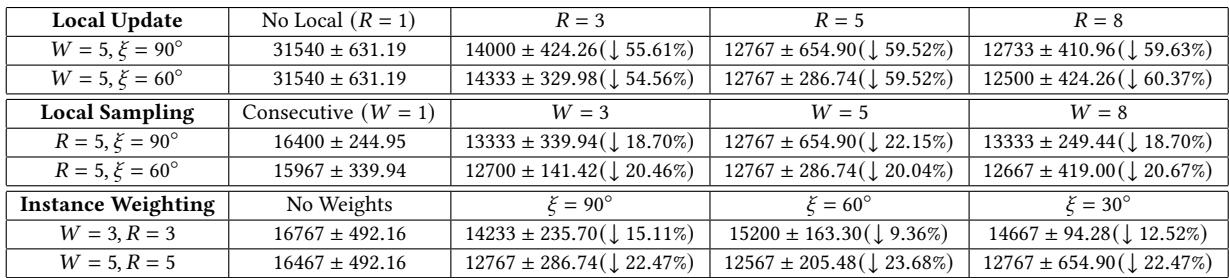 Local Update No Local (R = 1) R = 3 R = 5 R = 8
W = 5, ξ = 90° 31540 ± 631.19 14000 ± 424.26(↓ 55.61%) 12767 ± 654.90(↓ 59.52%) 12733 ± 410.96(↓ 59.63%)
W = 5, ξ = 60° 31540 ± 631.19 14333 ± 329.98(↓ 54.56%) 12767 ± 286.74(↓ 59.52%) 12500 ± 424.26(↓ 60.37%)
Local Sampling Consecutive (W = 1) W = 3 W = 5 W = 8
R = 5, ξ = 90° 16400 ± 244.95 13333 ± 339.94(↓ 18.70%) 12767 ± 654.90(↓ 22.15%) 13333 ± 249.44(↓ 18.70%)
R = 5, ξ = 60° 15967 ± 339.94 12700 ± 141.42(↓ 20.46%) 12767 ± 286.74(↓ 20.04%) 12667 ± 419.00(↓ 20.67%)
Instance Weighting No Weights ξ = 90° ξ = 60° ξ = 30°
W = 3, R = 3 16767 ± 492.16 14233 ± 235.70(↓ 15.11%) 15200 ± 163.30(↓ 9.36%) 14667 ± 94.28(↓ 12.52%)
W = 5, R = 5 16467 ± 492.16 12767 ± 286.74(↓ 22.47%) 12567 ± 205.48(↓ 23.68%) 12767 ± 654.90(↓ 22.47%)